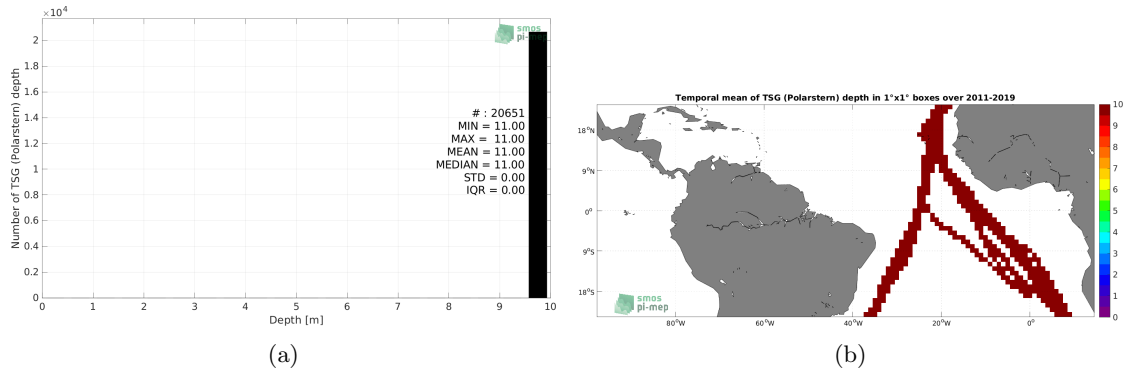 ×10⁴
2
1.8
1.6
1.4
1.2
1
0.8
0.6
0.4
0.2
0
Number of TSG (Polarstern) depth
smos
pi-mep
# : 20651
MIN = 11.00
MAX = 11.00
MEAN = 11.00
MEDIAN = 11.00
STD = 0.00
IQR = 0.00
0 1 2 3 4 5 6 7 8 9 10
Depth [m]
(a)
Temporal mean of TSG (Polarstern) depth in 1°x1° boxes over 2011-2019
18°N
9°N
0°
9°S
18°S
smos
pi-mep
80°W 60°W 40°W 20°W 0°
10
9
8
7
6
5
4
3
2
1
0
(b)